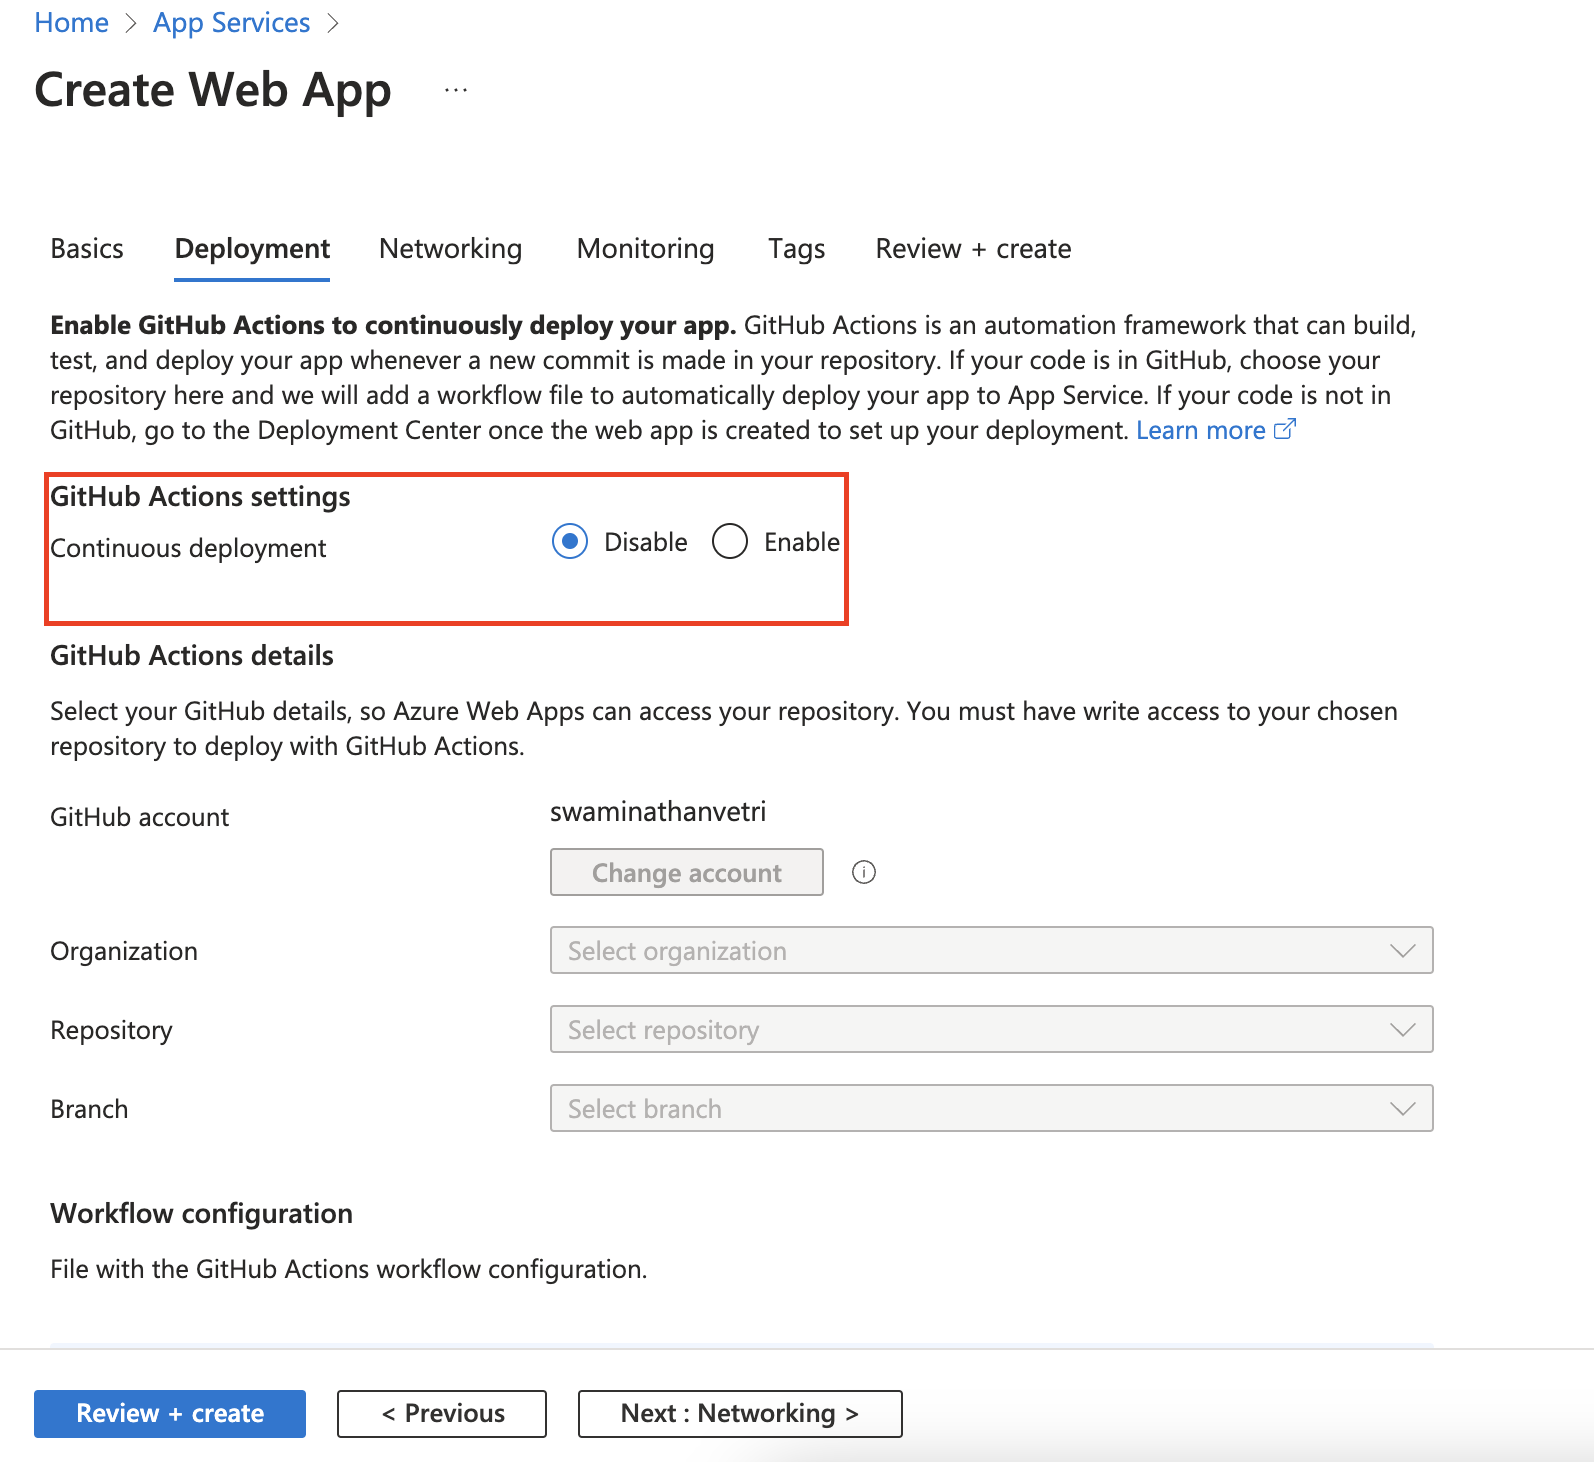 Home > App Services >
Create Web App ...
Basics Deployment Networking Monitoring Tags Review + create
Enable GitHub Actions to continuously deploy your app. GitHub Actions is an automation framework that can build,
test, and deploy your app whenever a new commit is made in your repository. If your code is in GitHub, choose your
repository here and we will add a workflow file to automatically deploy your app to App Service. If your code is not in
GitHub, go to the Deployment Center once the web app is created to set up your deployment. Learn more
GitHub Actions settings
Continuous deployment Disable Enable
GitHub Actions details
Select your GitHub details, so Azure Web Apps can access your repository. You must have write access to your chosen
repository to deploy with GitHub Actions.
GitHub account swaminathanvetri
Change account
Organization Select organization
Repository Select repository
Branch Select branch
Workflow configuration
File with the GitHub Actions workflow configuration.
Review + create < Previous Next : Networking >